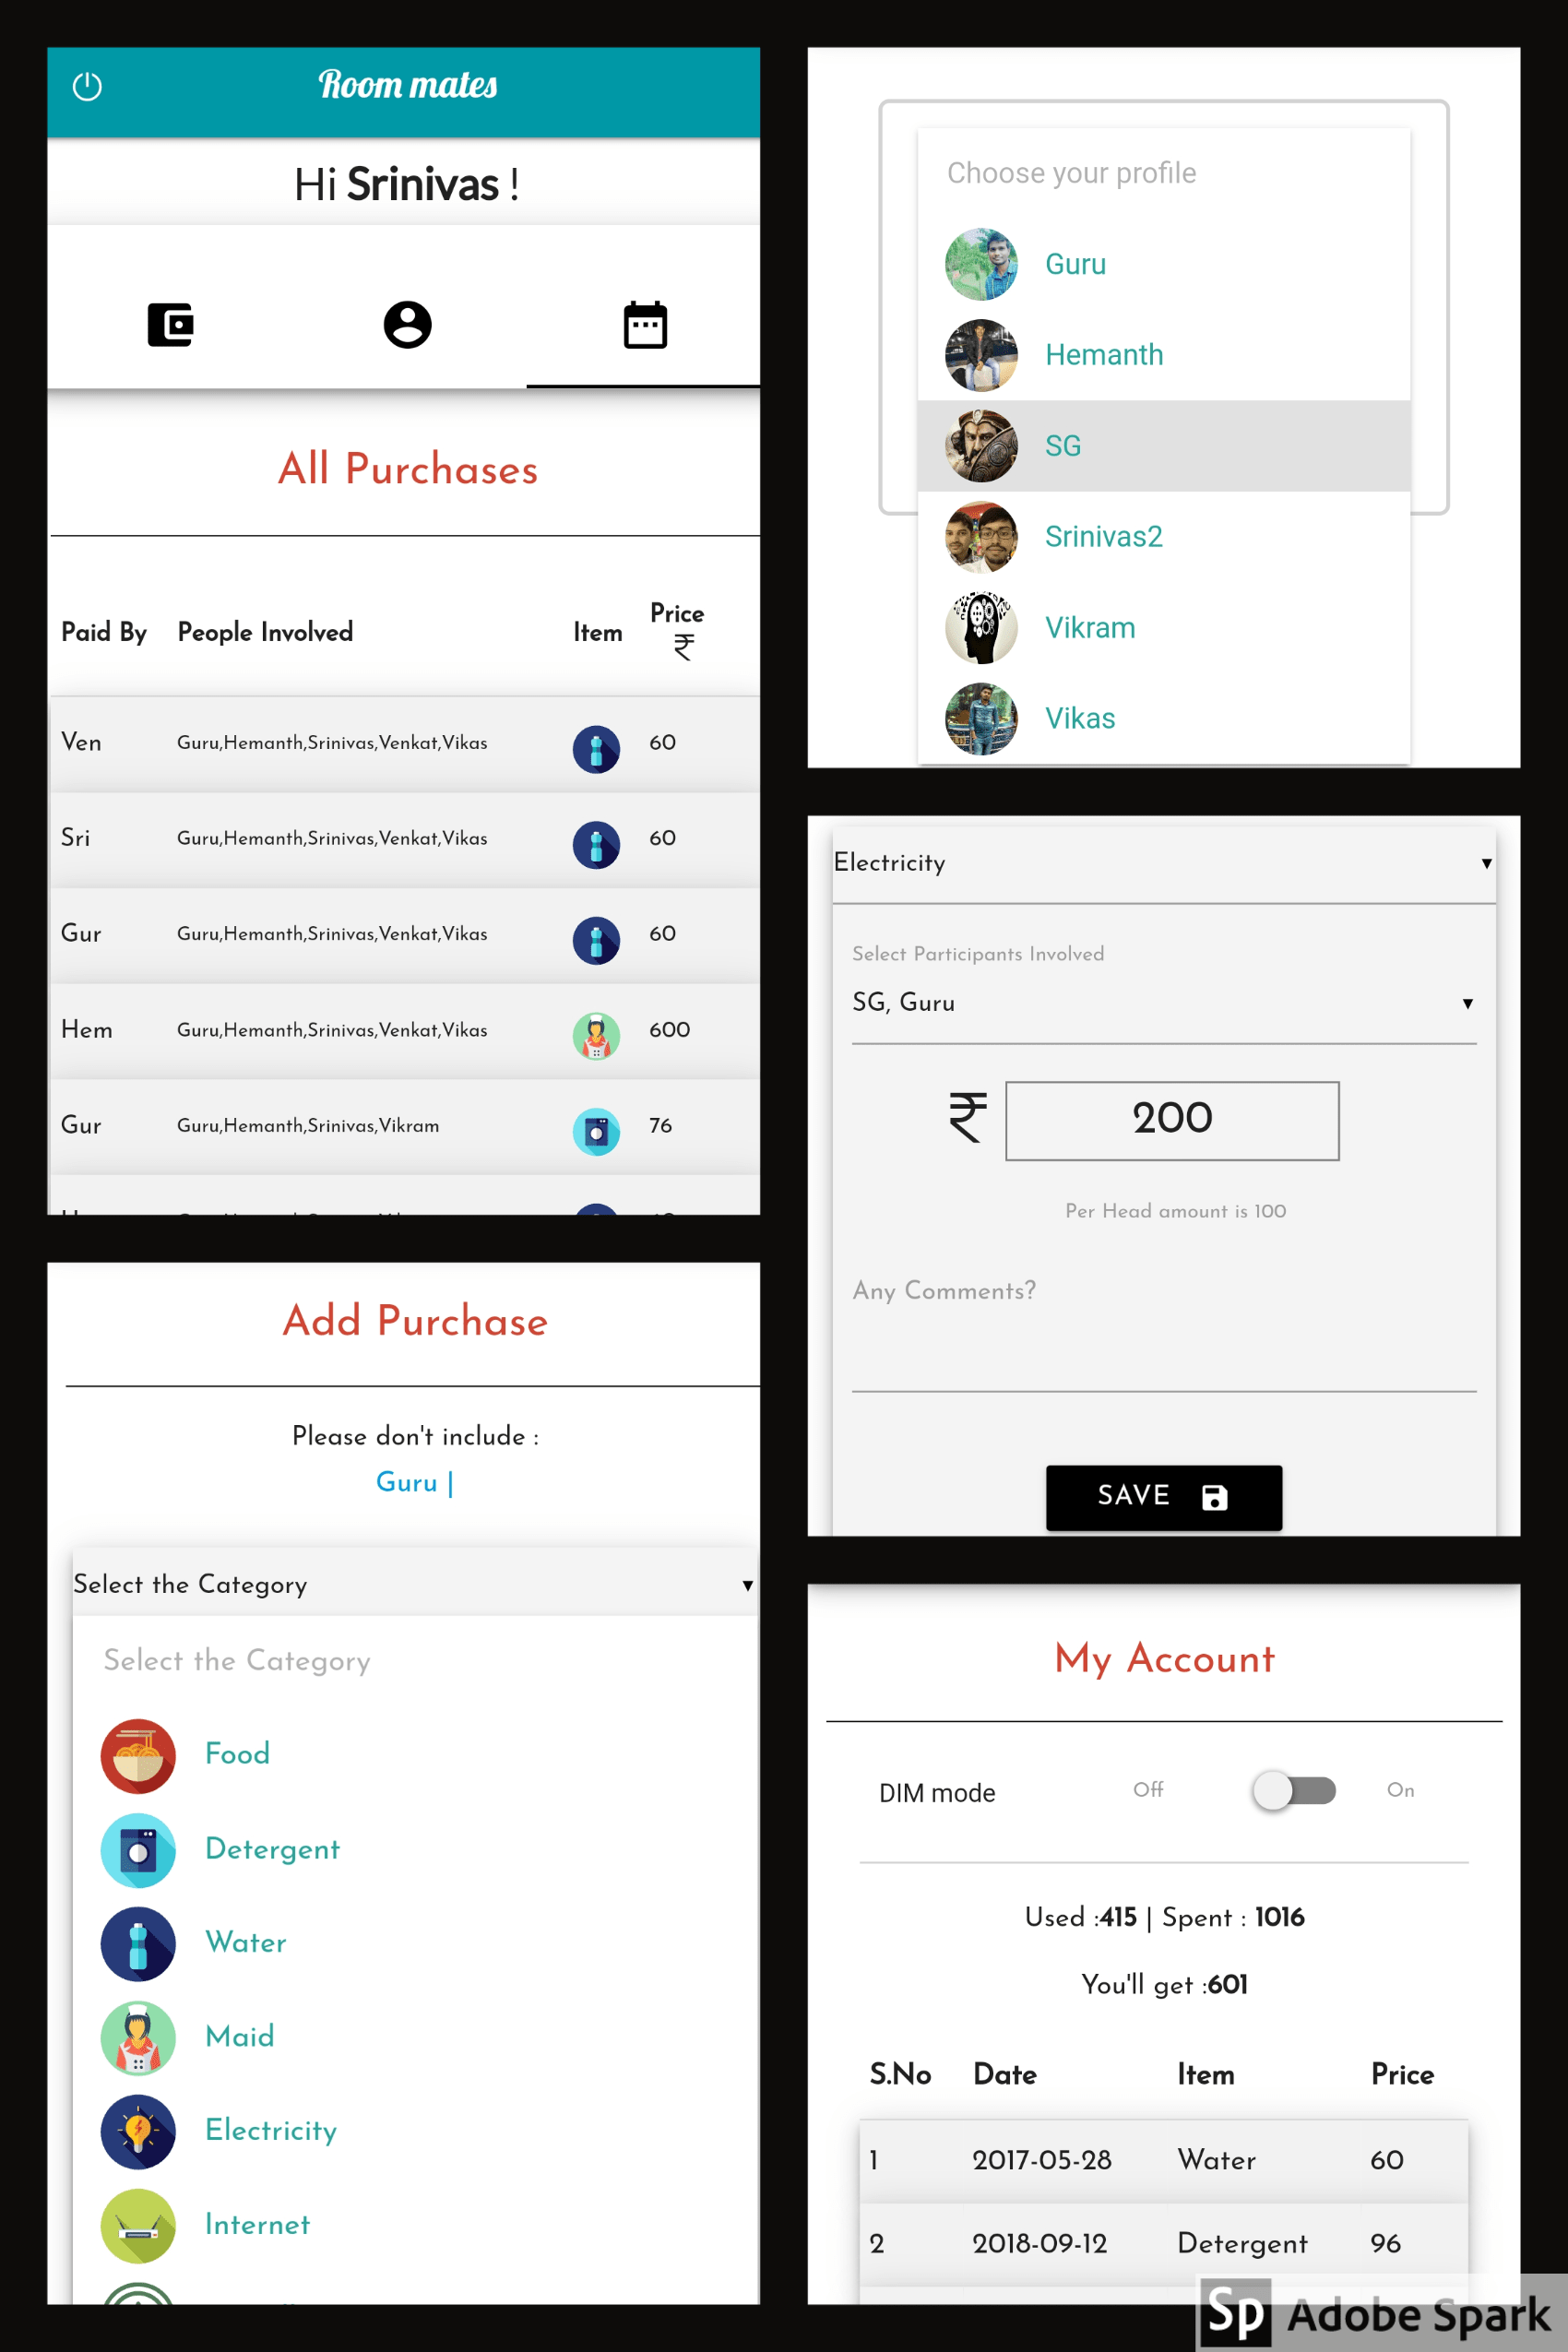 Room mates
Hi Srinivas !
All Purchases
Paid By People Involved Item Price ₹
Ven Guru,Hemanth,Srinivas,Venkat,Vikas 60
Sri Guru,Hemanth,Srinivas,Venkat,Vikas 60
Gur Guru,Hemanth,Srinivas,Venkat,Vikas 60
Hem Guru,Hemanth,Srinivas,Venkat,Vikas 600
Gur Guru,Hemanth,Srinivas,Vikram 76
Add Purchase
Please don't include :
Guru |
Select the Category ▼
Select the Category
Food
Detergent
Water
Maid
Electricity
Internet
Choose your profile
Guru
Hemanth
SG
Srinivas2
Vikram
Vikas
Electricity ▼
Select Participants Involved
SG, Guru ▼
₹ 200
Per Head amount is 100
Any Comments?
SAVE
My Account
DIM mode Off On
Used :415 | Spent : 1016
You'll get :601
S.No Date Item Price
1 2017-05-28 Water 60
2 2018-09-12 Detergent 96
Sp Adobe Spark